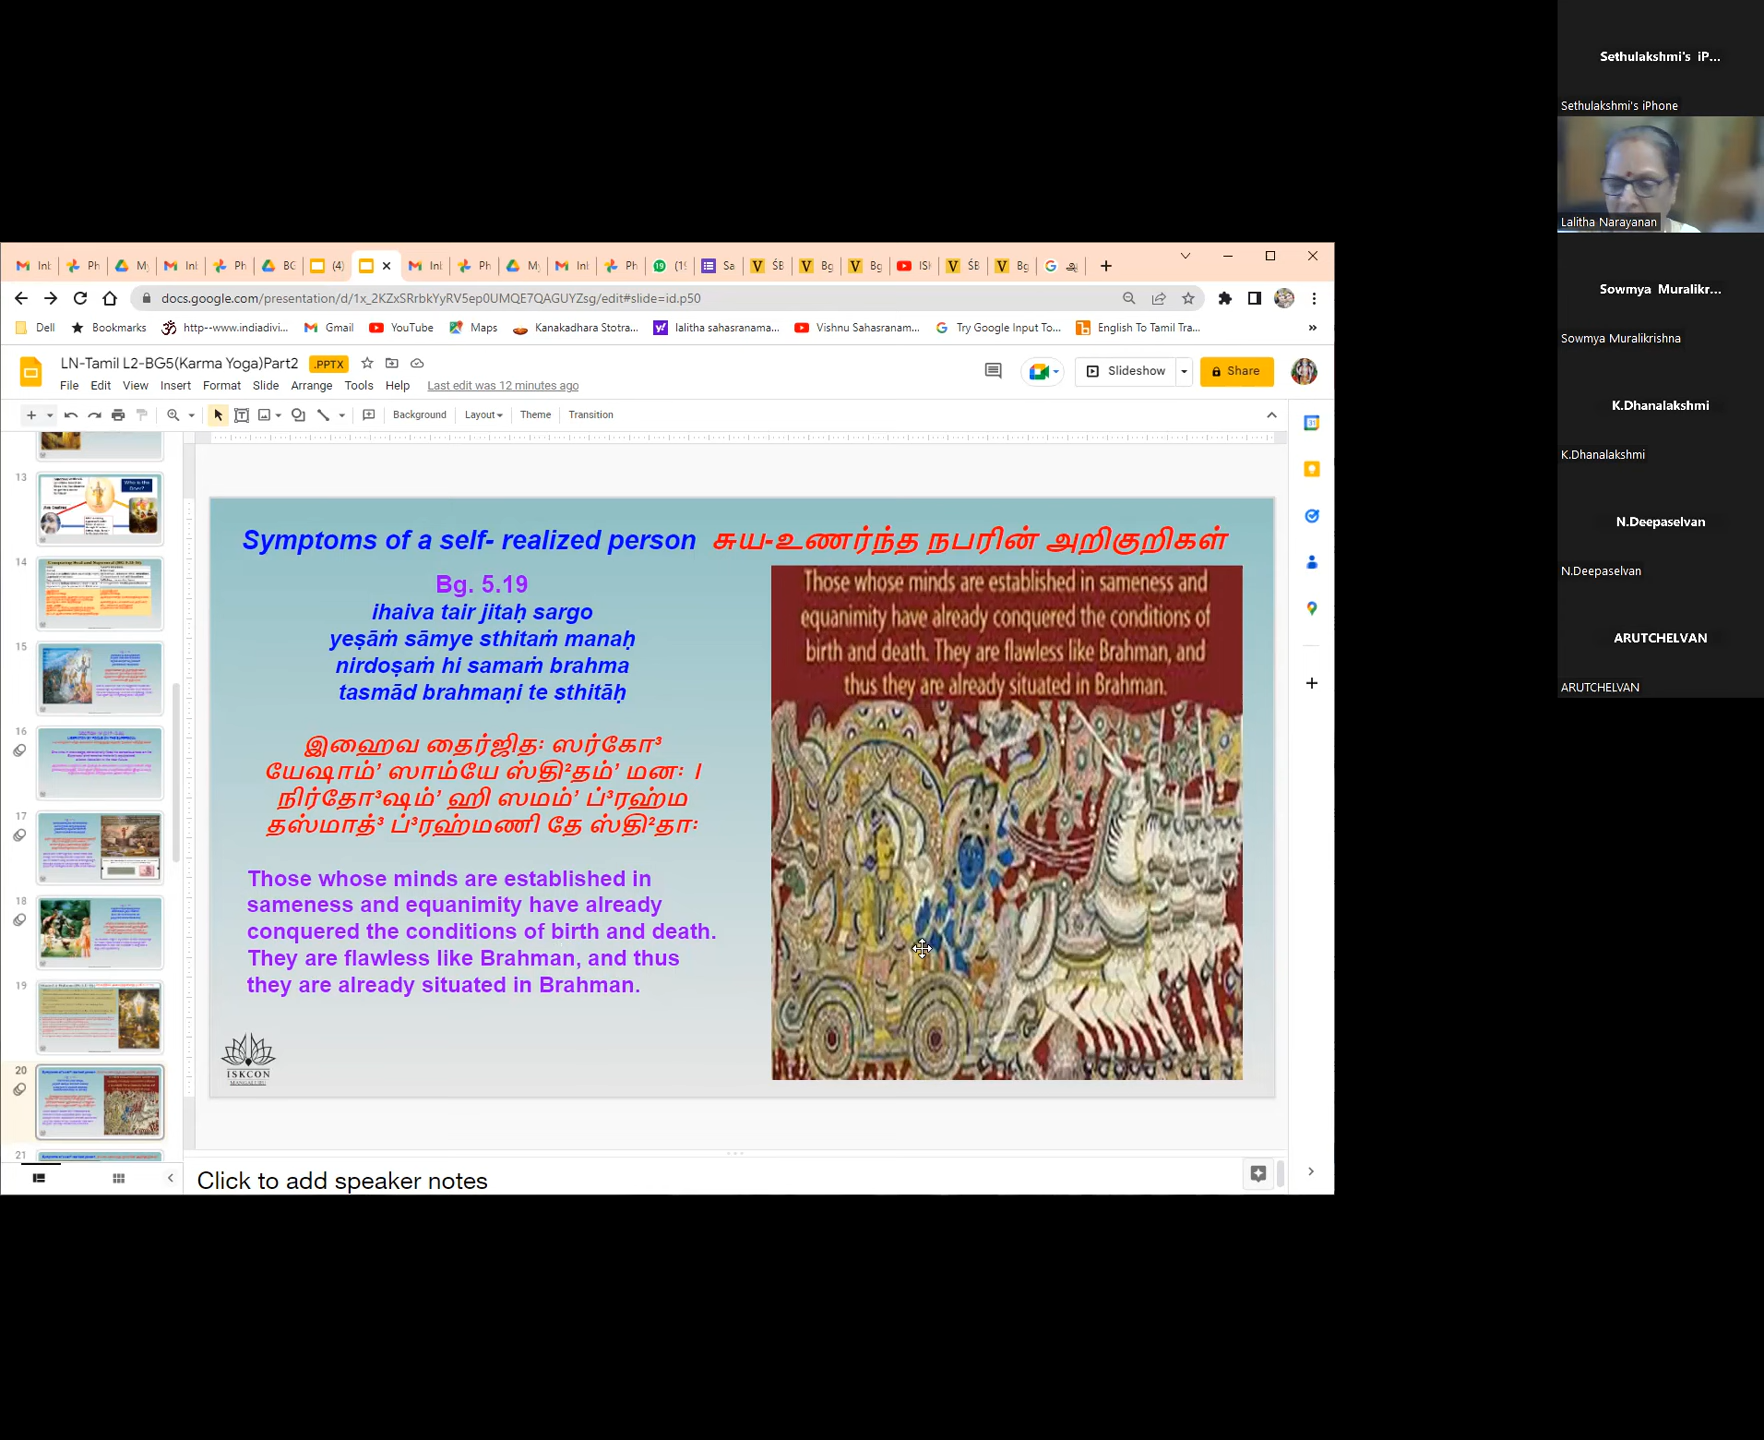 Sethulakshmi's iP...
Sethulakshmi's iPhone
Lalitha Narayanan
Sowmya Muralikr...
Sowmya Muralikrishna
K.Dhanalakshmi
K.Dhanalakshmi
N.Deepaselvan
N.Deepaselvan
ARUTCHELVAN
ARUTCHELVAN
docs.google.com/presentation/d/1x_2KZxSRrbkYyRV5ep0UMQE7QAGUYZsg/edit#slide=id.p50
Dell Bookmarks http--www.indiadivi... Gmail YouTube Maps Kanakadhara Stotra... lalitha sahasranama... Vishnu Sahasranam... Try Google Input To... English To Tamil Tra...
LN-Tamil L2-BG5(Karma Yoga)Part2 .PPTX
Slideshow Share
File Edit View Insert Format Slide Arrange Tools Help Last edit was 12 minutes ago
Background Layout Theme Transition
13
14
15
16
17
18
19
20
21
Symptoms of a self- realized person சுய-உணர்ந்த நபரின் அறிகுறிகள்
Bg. 5.19
ihaiva tair jitaḥ sargo
yeṣāṁ sāmye sthitaṁ manaḥ
nirdoṣaṁ hi samaṁ brahma
tasmād brahmaṇi te sthitāḥ
இஹைவ தைர்ஜித꞉ ஸர்கோ³
யேஷாம்ʼ ஸாம்யே ஸ்தி²தம்ʼ மன꞉ ।
நிர்தோ³ஷம்ʼ ஹி ஸமம்ʼ ப்³ரஹ்ம
தஸ்மாத்³ ப்³ரஹ்மணி தே ஸ்தி²தா꞉
Those whose minds are established in
sameness and equanimity have already
conquered the conditions of birth and death.
They are flawless like Brahman, and thus
they are already situated in Brahman.
ISKCON
Those whose minds are established in sameness and
equanimity have already conquered the conditions of
birth and death. They are flawless like Brahman, and
thus they are already situated in Brahman.
Click to add speaker notes